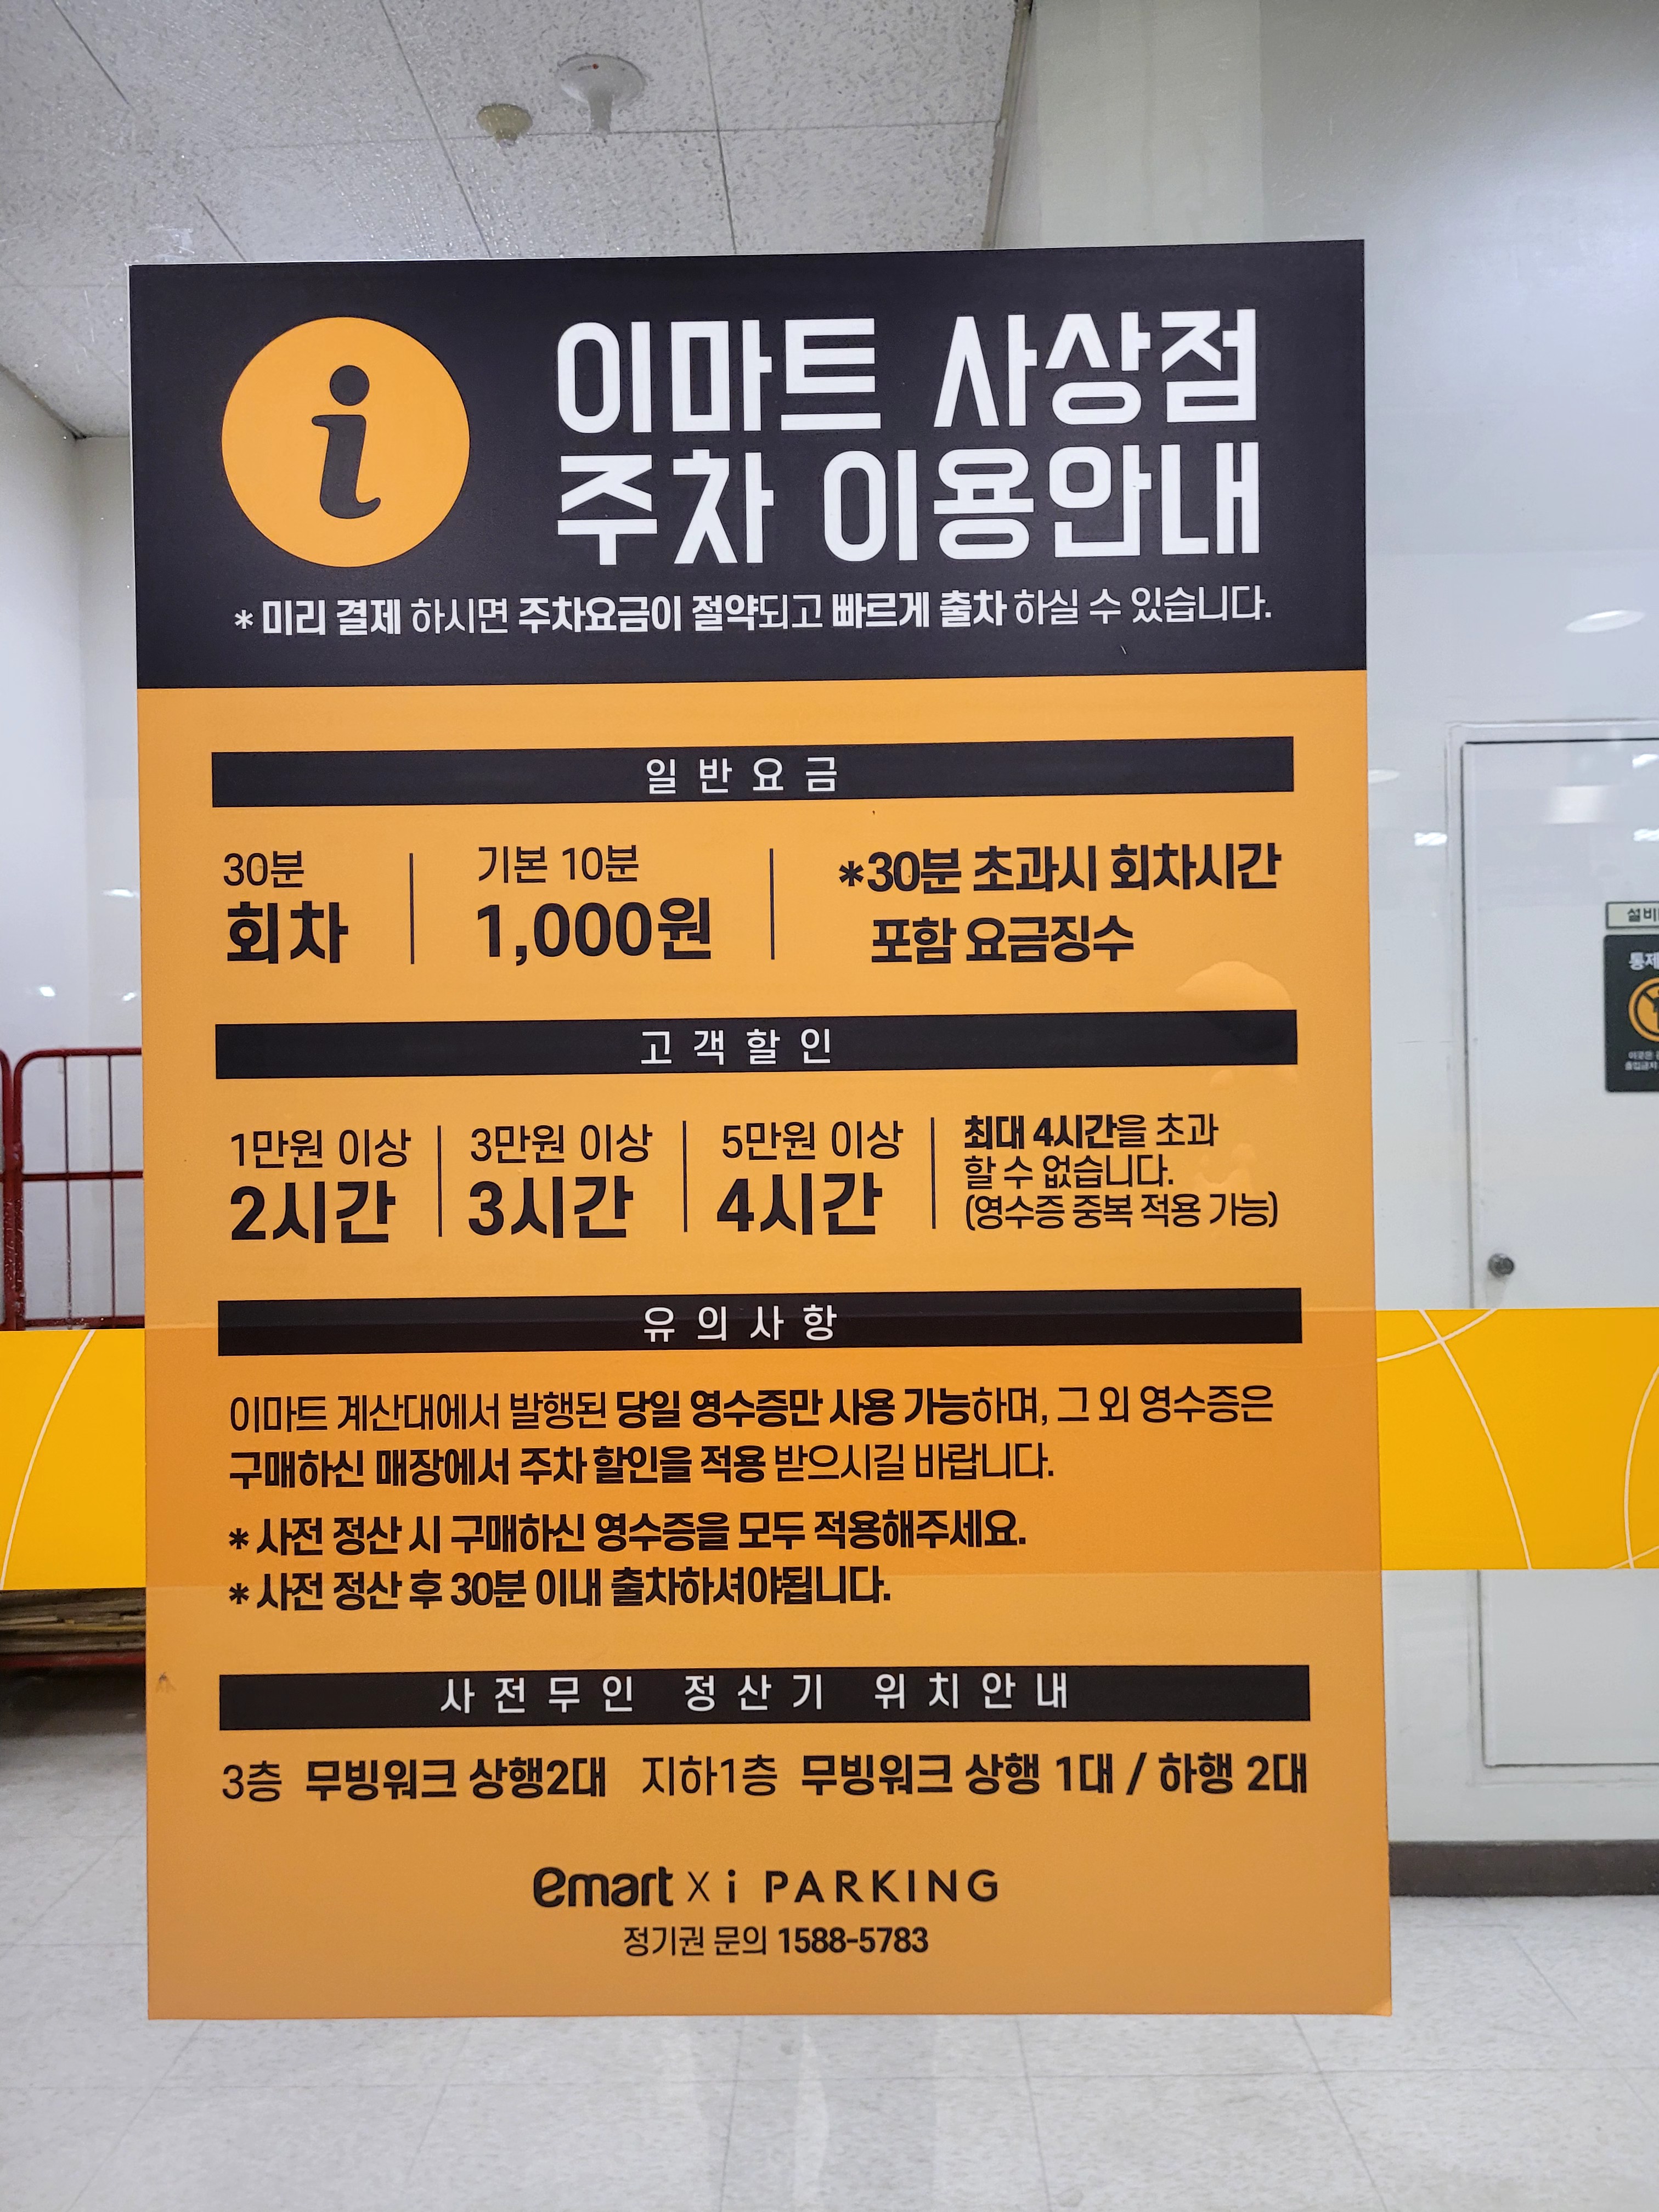 이마트 사상점
주차 이용안내
* 미리 결제 하시면 주차요금이 절약되고 빠르게 출차 하실 수 있습니다.
일반요금
30분
회차
기본 10분
1,000원
*30분 초과시 회차시간
포함 요금징수
고객할인
1만원 이상
2시간
3만원 이상
3시간
5만원 이상
4시간
최대 4시간을 초과
할 수 없습니다.
(영수증 중복 적용 가능)
유의사항
이마트 계산대에서 발행된 당일 영수증만 사용 가능하며, 그 외 영수증은
구매하신 매장에서 주차 할인을 적용 받으시길 바랍니다.
* 사전 정산 시 구매하신 영수증을 모두 적용해주세요.
* 사전 정산 후 30분 이내 출차하셔야됩니다.
사전무인 정산기 위치안내
3층 무빙워크 상행2대 지하1층 무빙워크 상행 1대 / 하행 2대
emart X i PARKING
정기권 문의 1588-5783
설비
통제
이곳은
출입금지